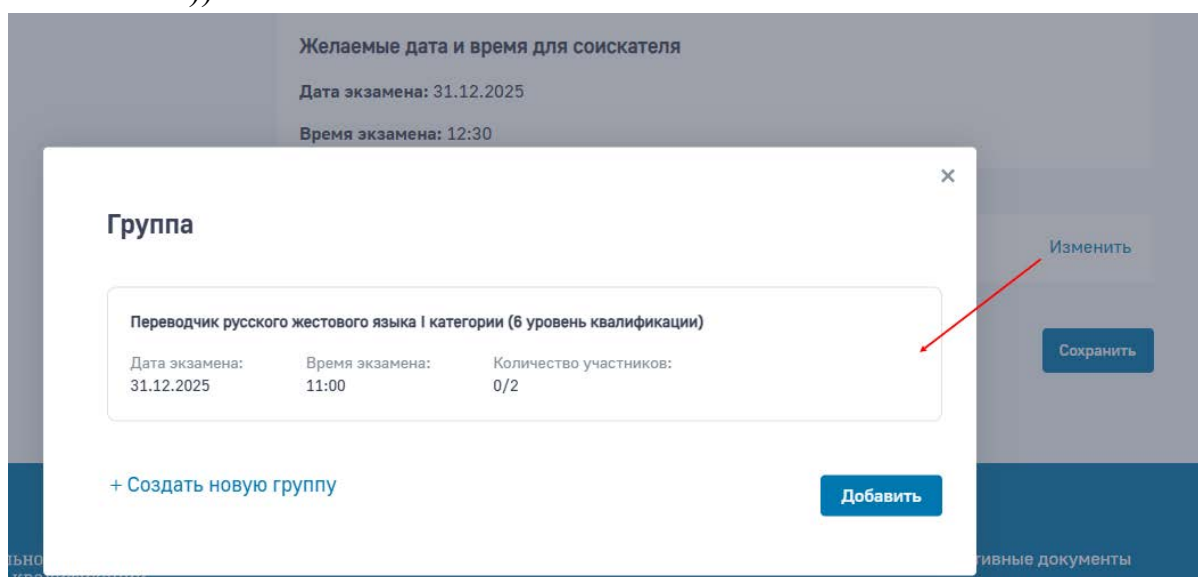 ))
Желаемые дата и время для соискателя
Дата экзамена: 31.12.2025
Время экзамена: 12:30
Группа
Изменить
Переводчик русского жестового языка I категории (6 уровень квалификации)
Дата экзамена: Время экзамена: Количество участников:
31.12.2025 11:00 0/2
Сохранить
+ Создать новую группу
Добавить
документы